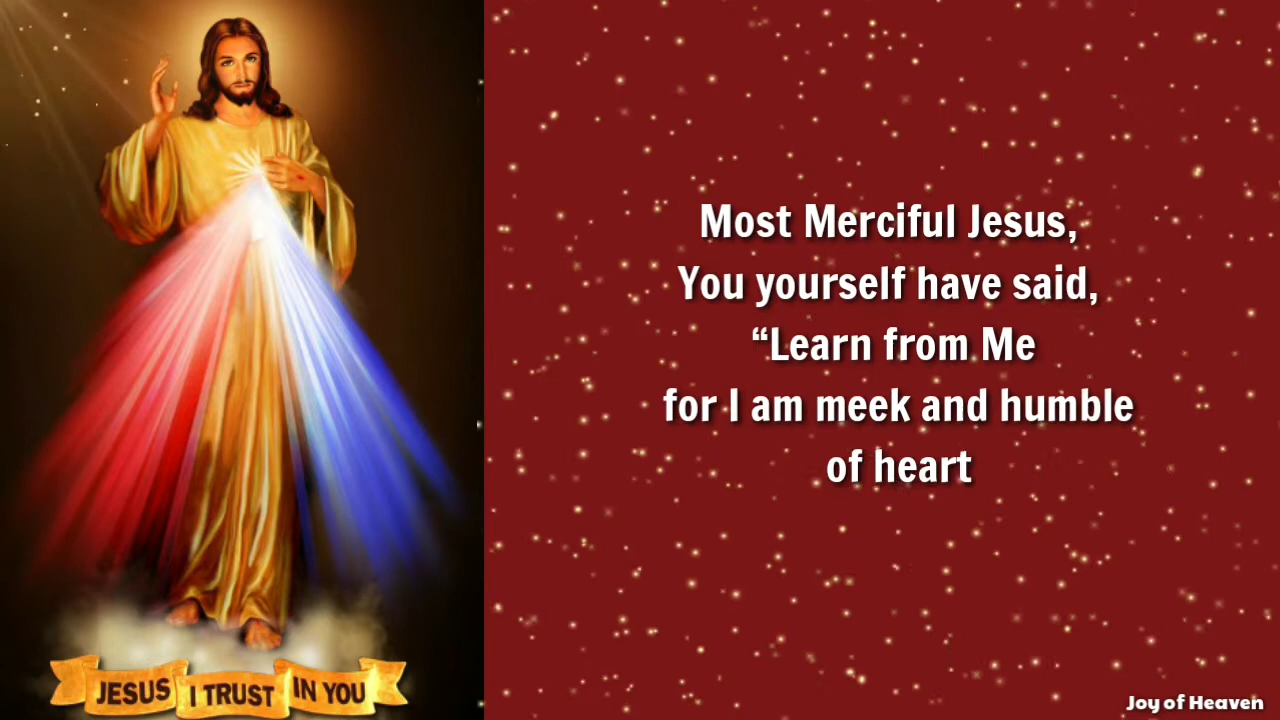 Most Merciful Jesus,
You yourself have said,
“Learn from Me
for I am meek and humble
of heart
JESUS I TRUST IN YOU
Joy of Heaven